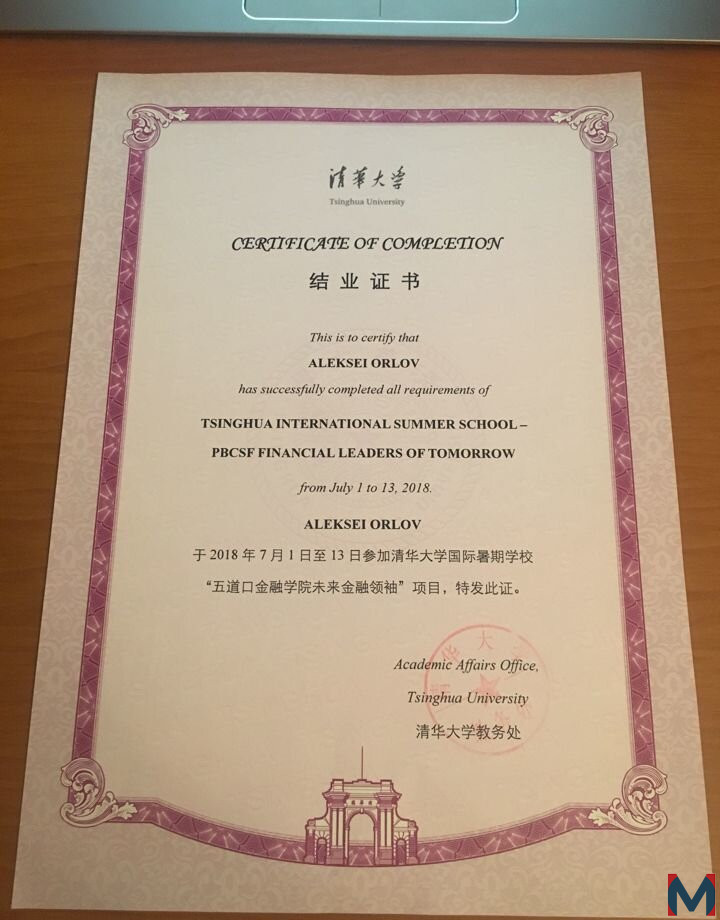 清华大学
Tsinghua University
CERTIFICATE OF COMPLETION
结业证书
This is to certify that
ALEKSEI ORLOV
has successfully completed all requirements of
TSINGHUA INTERNATIONAL SUMMER SCHOOL –
PBCSF FINANCIAL LEADERS OF TOMORROW
from July 1 to 13, 2018.
ALEKSEI ORLOV
于 2018 年 7 月 1 日至 13 日参加清华大学国际暑期学校
“五道口金融学院未来金融领袖”项目，特发此证。
Academic Affairs Office,
Tsinghua University
清华大学教务处
M